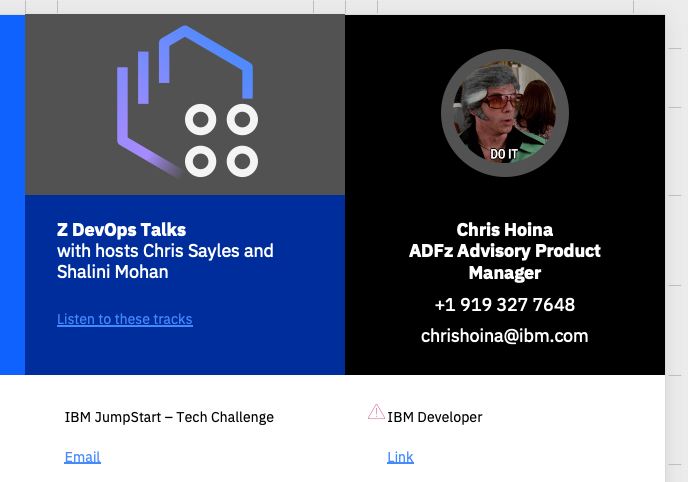 DO IT
Z DevOps Talks
with hosts Chris Sayles and
Shalini Mohan
Listen to these tracks
Chris Hoina
ADFz Advisory Product
Manager
+1 919 327 7648
chrishoina@ibm.com
IBM JumpStart – Tech Challenge
Email
IBM Developer
Link